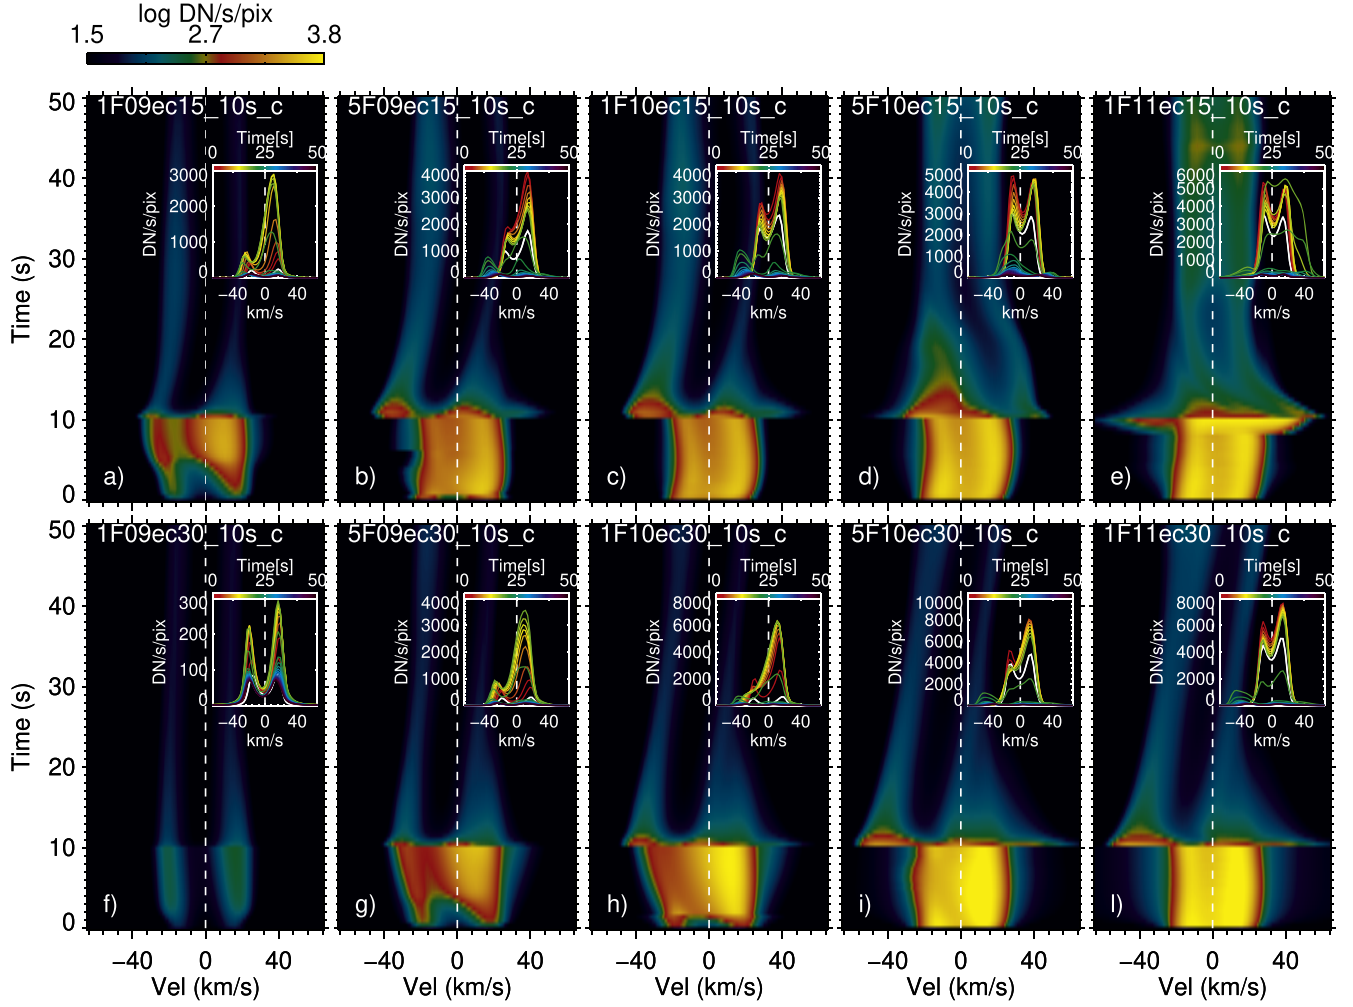 log DN/s/pix
1.5 2.7 3.8
1F09ec15_10s_c 5F09ec15_10s_c 1F10ec15_10s_c 5F10ec15_10s_c 1F11ec15_10s_c
Time[s] Time[s] Time[s] Time[s] Time[s]
0 25 50 0 25 50 0 25 50 0 25 50 0 25 50
DN/s/pix 3000 2000 1000 0
DN/s/pix 4000 3000 2000 1000 0
DN/s/pix 4000 3000 2000 1000 0
DN/s/pix 5000 4000 3000 2000 1000 0
DN/s/pix 6000 5000 4000 3000 2000 1000 0
−40 0 40 −40 0 40 −40 0 40 −40 0 40 −40 0 40
km/s km/s km/s km/s km/s
Time (s)
50
40
30
20
10
0
a) b) c) d) e)
1F09ec30_10s_c 5F09ec30_10s_c 1F10ec30_10s_c 5F10ec30_10s_c 1F11ec30_10s_c
Time[s] Time[s] Time[s] Time[s] Time[s]
0 25 50 0 25 50 0 25 50 0 25 50 0 25 50
DN/s/pix 300 200 100 0
DN/s/pix 4000 3000 2000 1000 0
DN/s/pix 8000 6000 4000 2000 0
DN/s/pix 10000 8000 6000 4000 2000 0
DN/s/pix 8000 6000 4000 2000 0
−40 0 40 −40 0 40 −40 0 40 −40 0 40 −40 0 40
km/s km/s km/s km/s km/s
Time (s)
50
40
30
20
10
0
f) g) h) i) l)
−40 0 40 −40 0 40 −40 0 40 −40 0 40 −40 0 40
Vel (km/s) Vel (km/s) Vel (km/s) Vel (km/s) Vel (km/s)